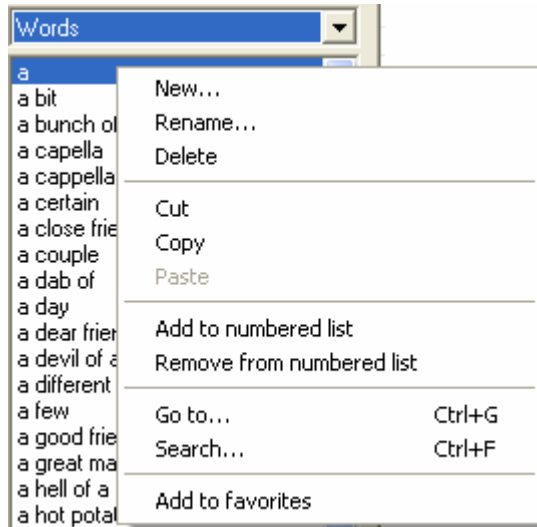 Words
a
a bit
a bunch of
a capella
a cappella
a certain
a close frie
a couple
a dab of
a day
a dear frier
a devil of a
a different
a few
a good frie
a great ma
a hell of a
a hot potat
New...
Rename...
Delete
Cut
Copy
Paste
Add to numbered list
Remove from numbered list
Go to... Ctrl+G
Search... Ctrl+F
Add to favorites